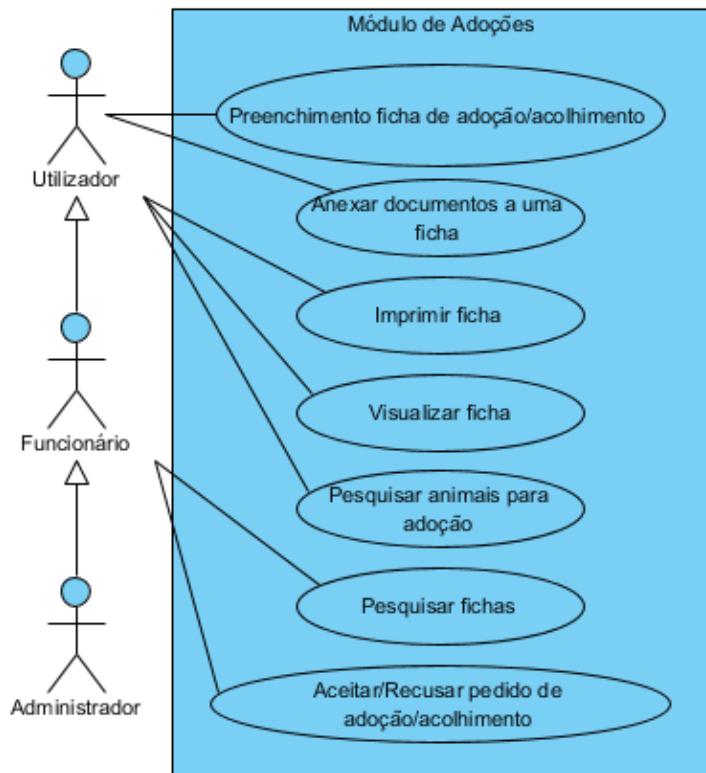 Módulo de Adoções
Preenchimento ficha de adoção/acolhimento
Utilizador
Anexar documentos a uma
ficha
Imprimir ficha
Visualizar ficha
Funcionário
Pesquisar animais para
adoção
Pesquisar fichas
Administrador
Aceitar/Recusar pedido de
adoção/acolhimento